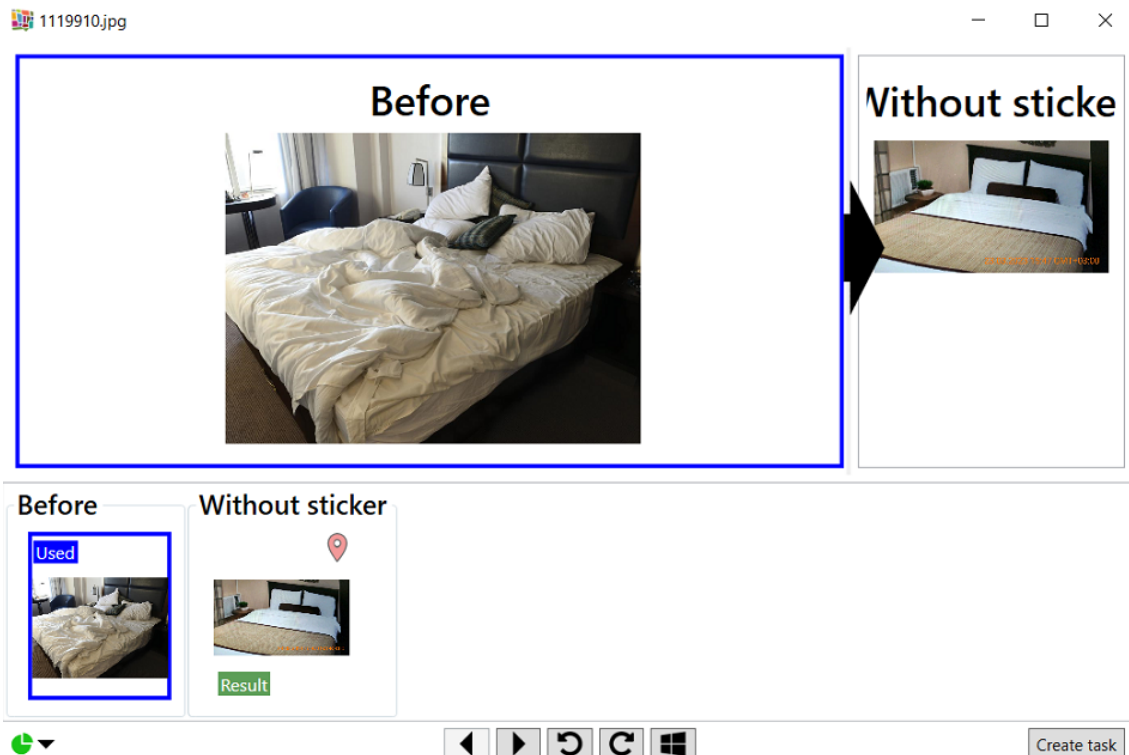 1119910.jpg
Before
Without sticke
Before
Without sticker
Used
Result
Create task